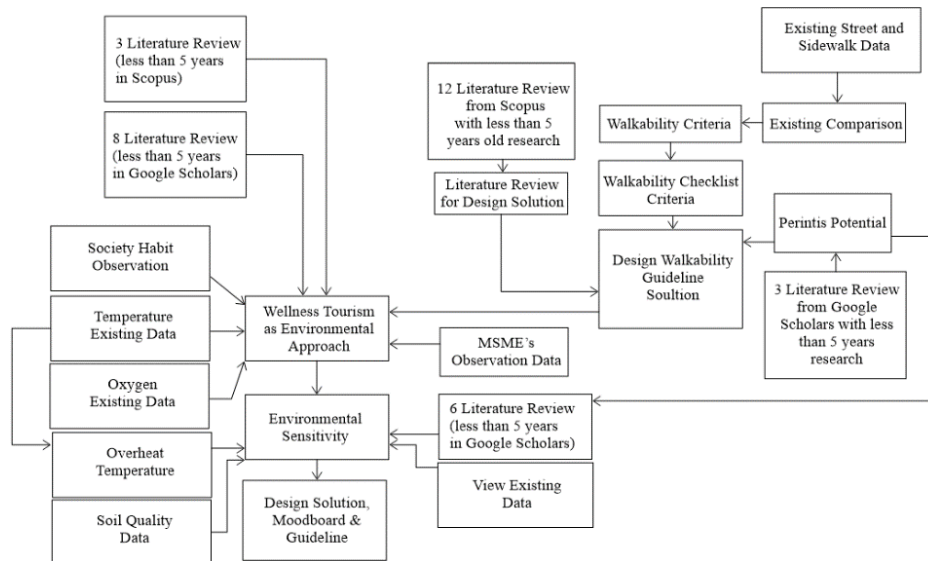 3 Literature Review
(less than 5 years
in Scopus)
8 Literature Review
(less than 5 years
in Google Scholars)
12 Literature Review
from Scopus
with less than 5
years old research
Literature Review
for Design Solution
Existing Street and
Sidewalk Data
Existing Comparison
Walkability Criteria
Walkability Checklist
Criteria
Perintis Potential
Design Walkability
Guideline
Soultion
3 Literature Review
from Google
Scholars with less
than 5 years
research
Society Habit
Observation
Temperature
Existing Data
Oxygen
Existing Data
Overheat
Temperature
Soil Quality
Data
Wellness Tourism
as Environmental
Approach
MSME´s
Observation Data
Environmental
Sensitivity
6 Literature Review
(less than 5 years
in Google Scholars)
View Existing
Data
Design Solution,
Moodboard &
Guideline